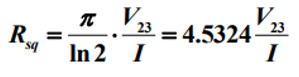 R_sq = π/ln 2 · V_23/I = 4.5324 V_23/I